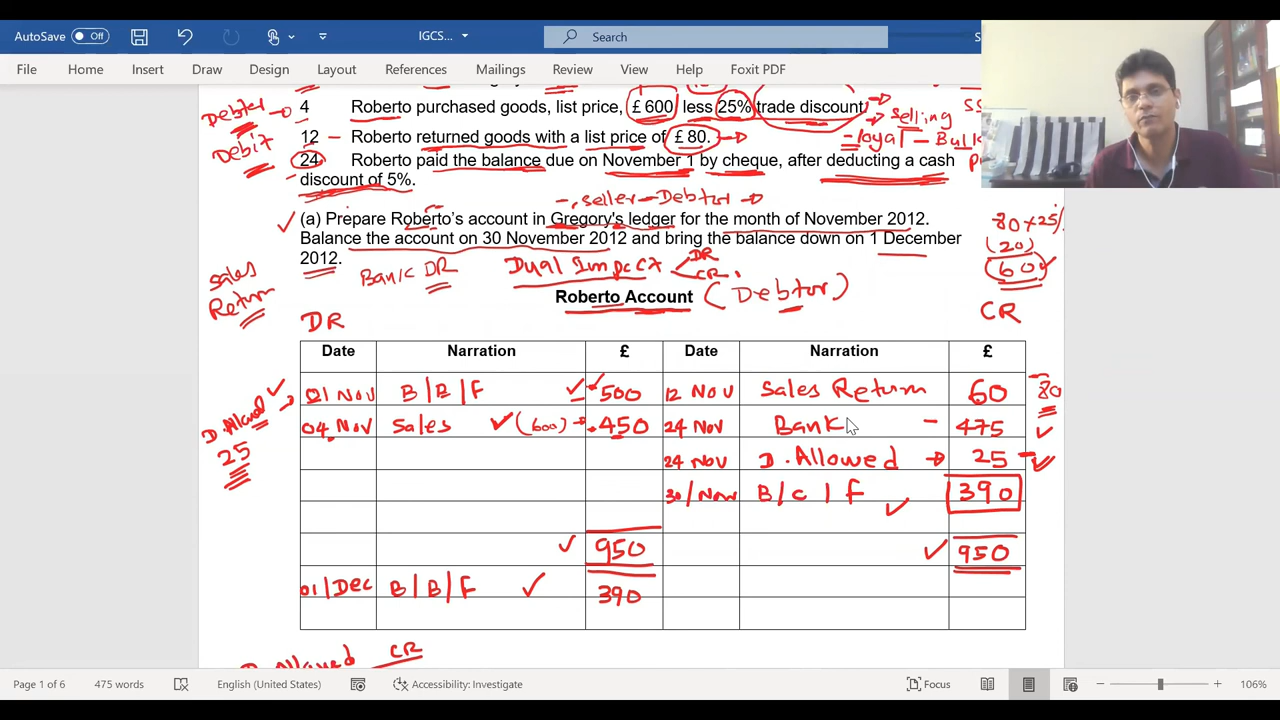 AutoSave Off IGCS... Search S
File Home Insert Draw Design Layout References Mailings Review View Help Foxit PDF
Debtor 4 Roberto purchased goods, list price, £ 600 less 25% trade discount
Selling
Debit 12 Roberto returned goods with a list price of £ 80. loyal - Bulk
24 Roberto paid the balance due on November 1 by cheque, after deducting a cash
discount of 5%.
seller - Debtor
(a) Prepare Roberto's account in Gregory's ledger for the month of November 2012. 80 x 25%
Balance the account on 30 November 2012 and bring the balance down on 1 December (20)
2012. Bank DR Dual Impact DR CR (60)
Sales Return
Roberto Account (Debtor)
DR CR
Date Narration £ Date Narration £
01 Nov B/B/F 500 12 Nov Sales Return 60 80
04 Nov Sales (600) 450 24 Nov Bank - 475
D. Allowed 25 24 Nov D. Allowed 25
30/Nov B/C/F 390
950 950
01/Dec B/B/F 390
D. Allowed CR
Page 1 of 6 475 words English (United States) Accessibility: Investigate Focus 106%